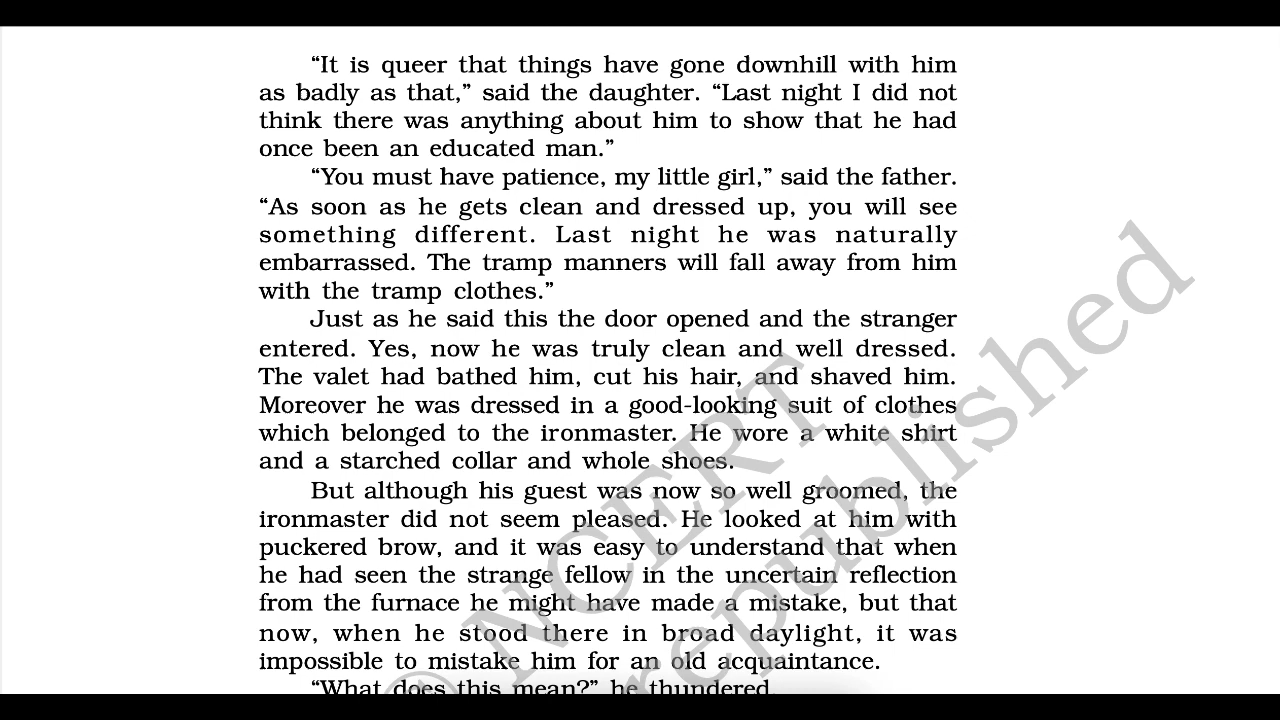 “It is queer that things have gone downhill with him
as badly as that,” said the daughter. “Last night I did not
think there was anything about him to show that he had
once been an educated man.”
“You must have patience, my little girl,” said the father.
“As soon as he gets clean and dressed up, you will see
something different. Last night he was naturally
embarrassed. The tramp manners will fall away from him
with the tramp clothes.”
Just as he said this the door opened and the stranger
entered. Yes, now he was truly clean and well dressed.
The valet had bathed him, cut his hair, and shaved him.
Moreover he was dressed in a good-looking suit of clothes
which belonged to the ironmaster. He wore a white shirt
and a starched collar and whole shoes.
But although his guest was now so well groomed, the
ironmaster did not seem pleased. He looked at him with
puckered brow, and it was easy to understand that when
he had seen the strange fellow in the uncertain reflection
from the furnace he might have made a mistake, but that
now, when he stood there in broad daylight, it was
impossible to mistake him for an old acquaintance.
“What does this mean?” he thundered.
© NCERT
republished